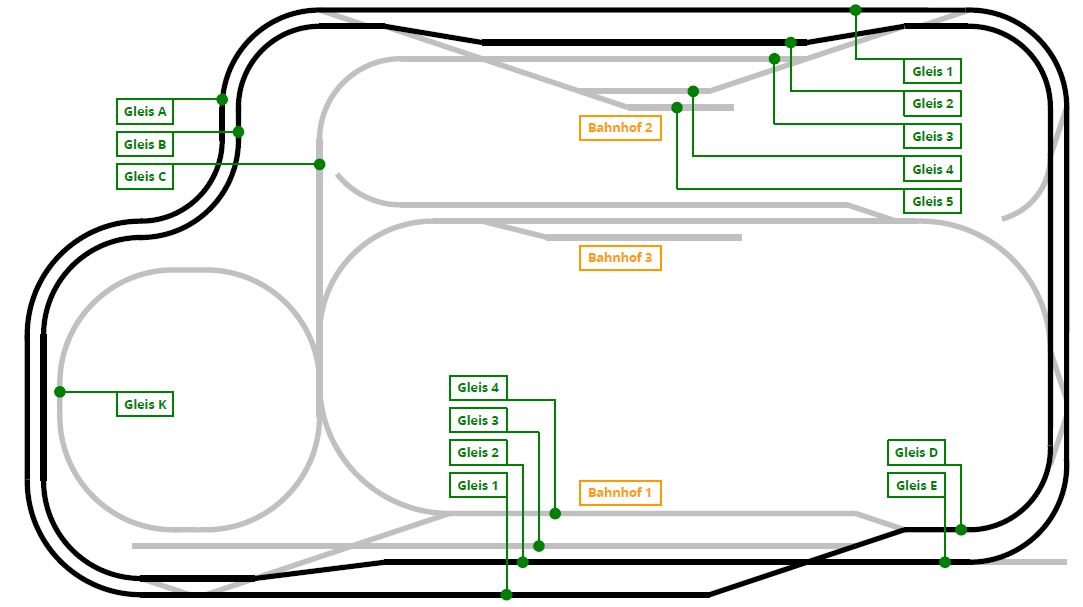 Gleis 1
Gleis A
Gleis 2
Bahnhof 2
Gleis 3
Gleis B
Gleis 4
Gleis C
Gleis 5
Bahnhof 3
Gleis 4
Gleis K
Gleis 3
Gleis 2
Gleis D
Gleis 1
Gleis E
Bahnhof 1